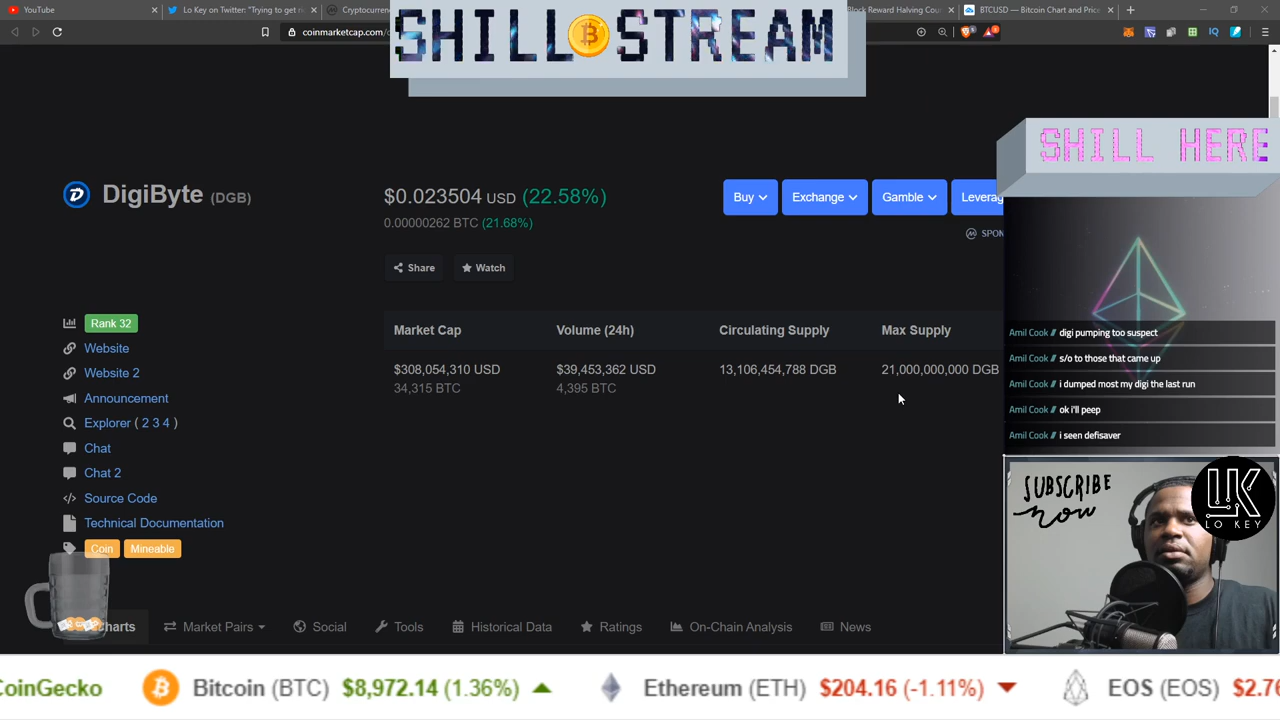 YouTube
Lo Key on Twitter: "Trying to get ni
Cryptocurren
Block Reward Halving Cou
BTCUSD — Bitcoin Chart and Price
coinmarketcap.com/c
SHILL STREAM
SHILL HERE
DigiByte (DGB)
$0.023504 USD (22.58%)
0.00000262 BTC (21.68%)
Buy
Exchange
Gamble
Leverag
SPON
Share
Watch
Rank 32
Website
Website 2
Announcement
Explorer ( 2 3 4 )
Chat
Chat 2
Source Code
Technical Documentation
Coin Mineable
Market Cap Volume (24h) Circulating Supply Max Supply
$308,054,310 USD $39,453,362 USD 13,106,454,788 DGB 21,000,000,000 DGB
34,315 BTC 4,395 BTC
Amil Cook // digi pumping too suspect
Amil Cook // s/o to those that came up
Amil Cook // i dumped most my digi the last run
Amil Cook // ok i'll peep
Amil Cook // i seen defisaver
SUBSCRIBE
now
LK
LO KEY
Charts Market Pairs Social Tools Historical Data Ratings On-Chain Analysis News
CoinGecko Bitcoin (BTC) $8,972.14 (1.36%) Ethereum (ETH) $204.16 (-1.11%) EOS (EOS) $2.76